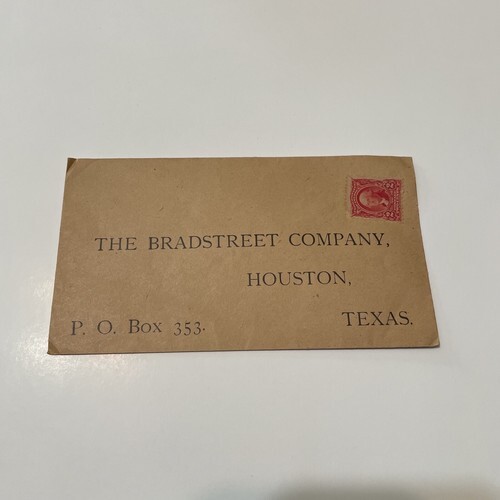 THE BRADSTREET COMPANY,
HOUSTON,
TEXAS.
P. O. Box 353.